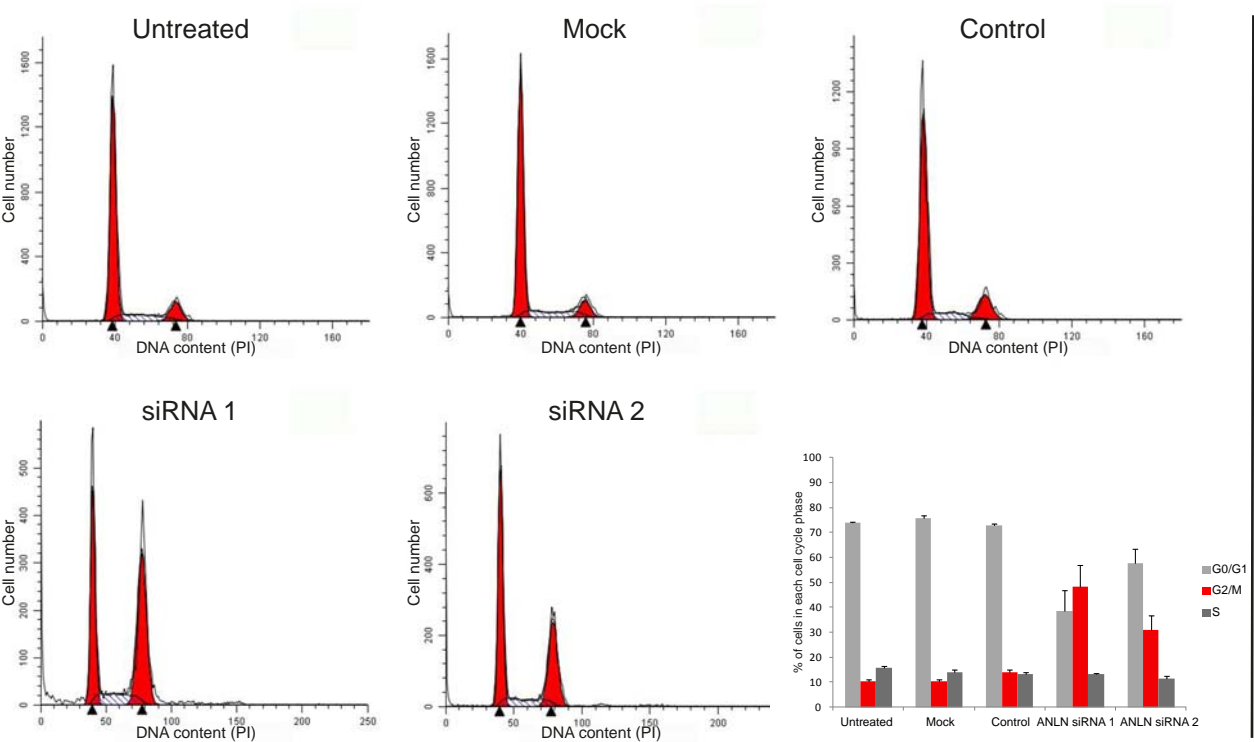 Untreated
Mock
Control
Cell number
1600
1200
800
400
0
0
40
80
120
160
DNA content (PI)
Cell number
1600
1200
800
400
0
0
40
80
120
160
DNA content (PI)
Cell number
1200
900
600
300
0
0
40
80
120
160
DNA content (PI)
siRNA 1
siRNA 2
Cell number
500
400
300
200
100
0
0
50
100
150
200
250
DNA content (PI)
Cell number
600
400
200
0
0
50
100
150
200
DNA content (PI)
% of cells in each cell cycle phase
100
90
80
70
60
50
40
30
20
10
0
Untreated
Mock
Control
ANLN siRNA 1
ANLN siRNA 2
G0/G1
G2/M
S